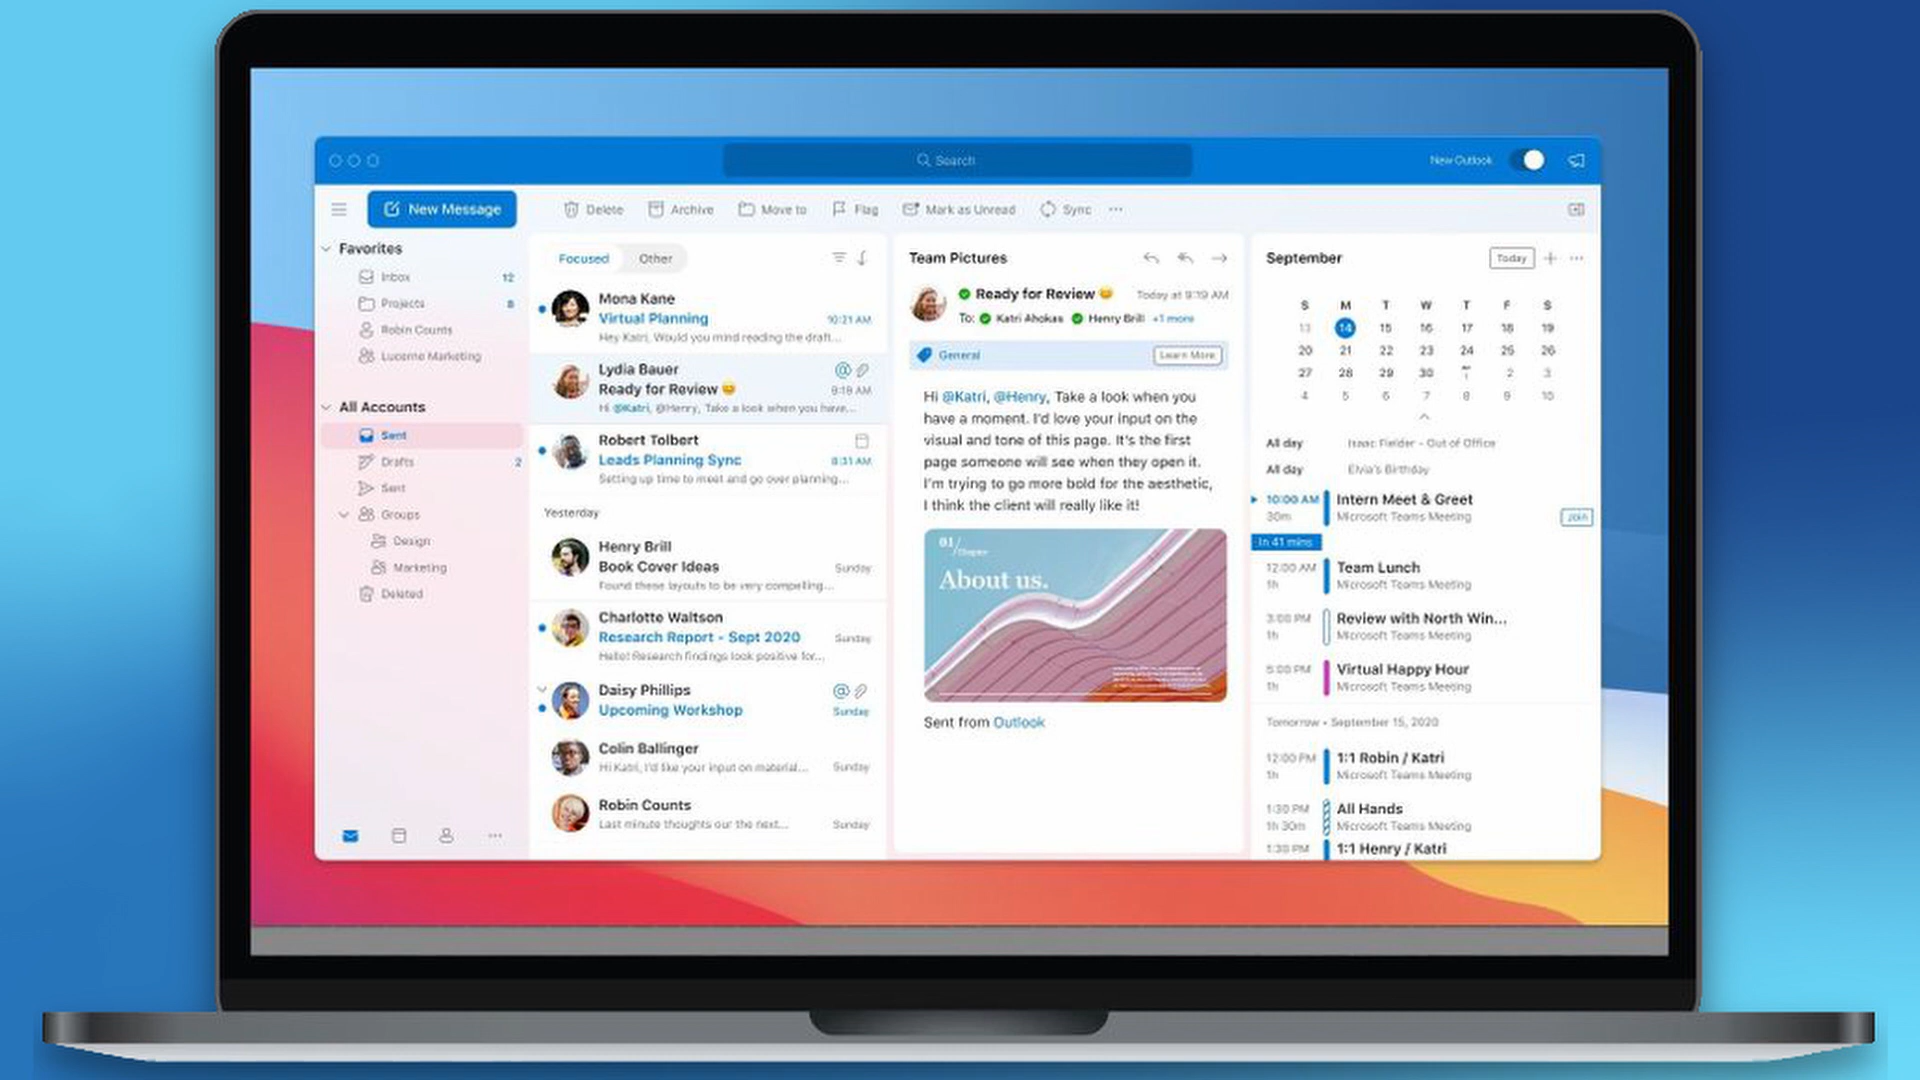 Search
New Outlook
New Message
Delete
Archive
Move to
Flag
Mark as Unread
Sync
Favorites
Inbox 12
Projects 8
Robin Counts
Lucerne Marketing
All Accounts
Sent
Drafts 2
Sent
Groups
Design
Marketing
Deleted
Focused
Other
Mona Kane
Virtual Planning 10:21 AM
Hey Katri, Would you mind reading the draft...
Lydia Bauer
Ready for Review 😊 9:19 AM
Hi @Katri, @Henry, Take a look when you have...
Robert Tolbert
Leads Planning Sync 8:31 AM
Setting up time to meet and go over planning...
Yesterday
Henry Brill
Book Cover Ideas Sunday
Found these layouts to be very compelling...
Charlotte Waltson
Research Report - Sept 2020 Sunday
Hello! Research findings look positive for...
Daisy Phillips
Upcoming Workshop Sunday
Colin Ballinger
Hi Katri, I'd like your input on material... Sunday
Robin Counts
Last minute thoughts our the next... Sunday
Team Pictures
Ready for Review 😊 Today at 9:19 AM
To: Katri Ahokas Henry Brill +1 more
General
Learn More
Hi @Katri, @Henry, Take a look when you
have a moment. I'd love your input on the
visual and tone of this page. It's the first
page someone will see when they open it.
I'm trying to go more bold for the aesthetic,
I think the client will really like it!
01/
Chapter
About us.
Sent from Outlook
September
Today
S M T W T F S
13 14 15 16 17 18 19
20 21 22 23 24 25 26
27 28 29 30 1 2 3
4 5 6 7 8 9 10
All day Isaac Fielder - Out of Office
All day Elvia's Birthday
10:00 AM Intern Meet & Greet
30m Microsoft Teams Meeting
Join
In 41 mins
12:00 AM Team Lunch
1h Microsoft Teams Meeting
3:00 PM Review with North Win...
1h Microsoft Teams Meeting
5:00 PM Virtual Happy Hour
1h Microsoft Teams Meeting
Tomorrow • September 15, 2020
12:00 PM 1:1 Robin / Katri
1h Microsoft Teams Meeting
1:30 PM All Hands
1h 30m Microsoft Teams Meeting
1:30 PM 1:1 Henry / Katri